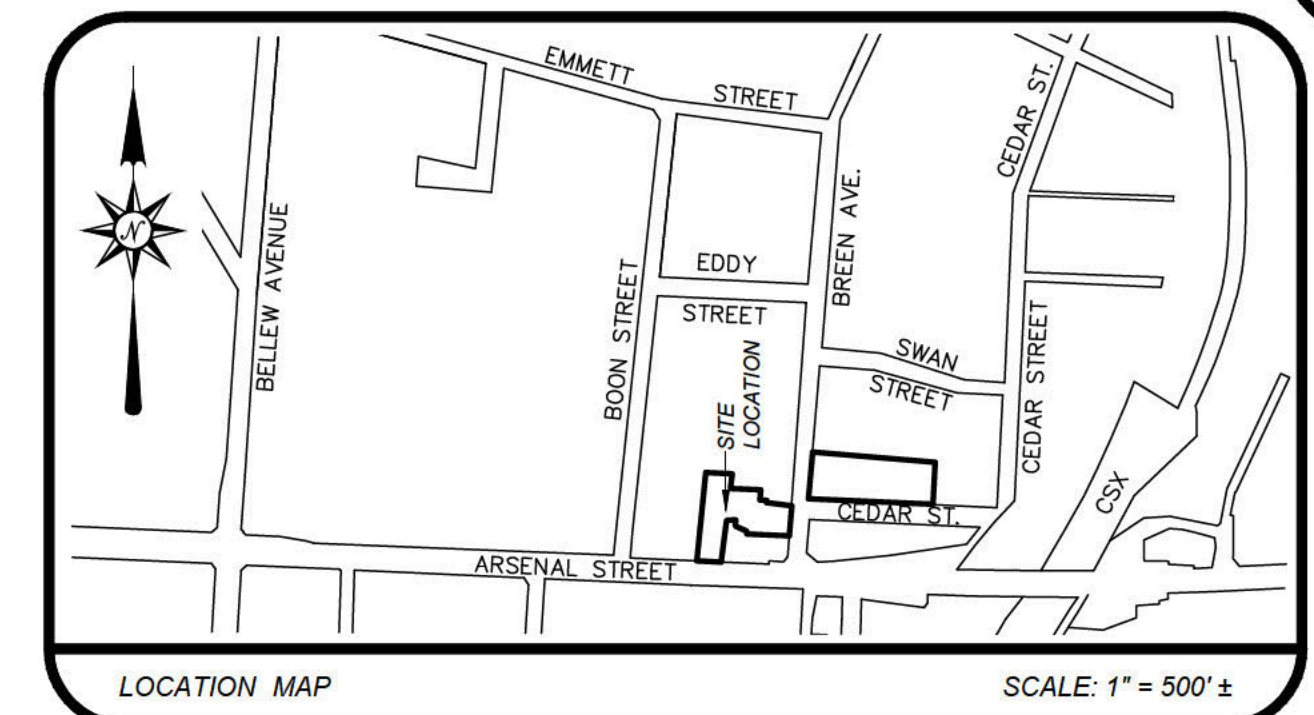 EMMETT
STREET
CEDAR ST.
N
BELLEW AVENUE
BREEN AVE.
EDDY
STREET
BOON STREET
SITE
LOCATION
SWAN
STREET
CEDAR STREET
CSX
CEDAR ST.
ARSENAL STREET
LOCATION MAP
SCALE: 1" = 500' ±